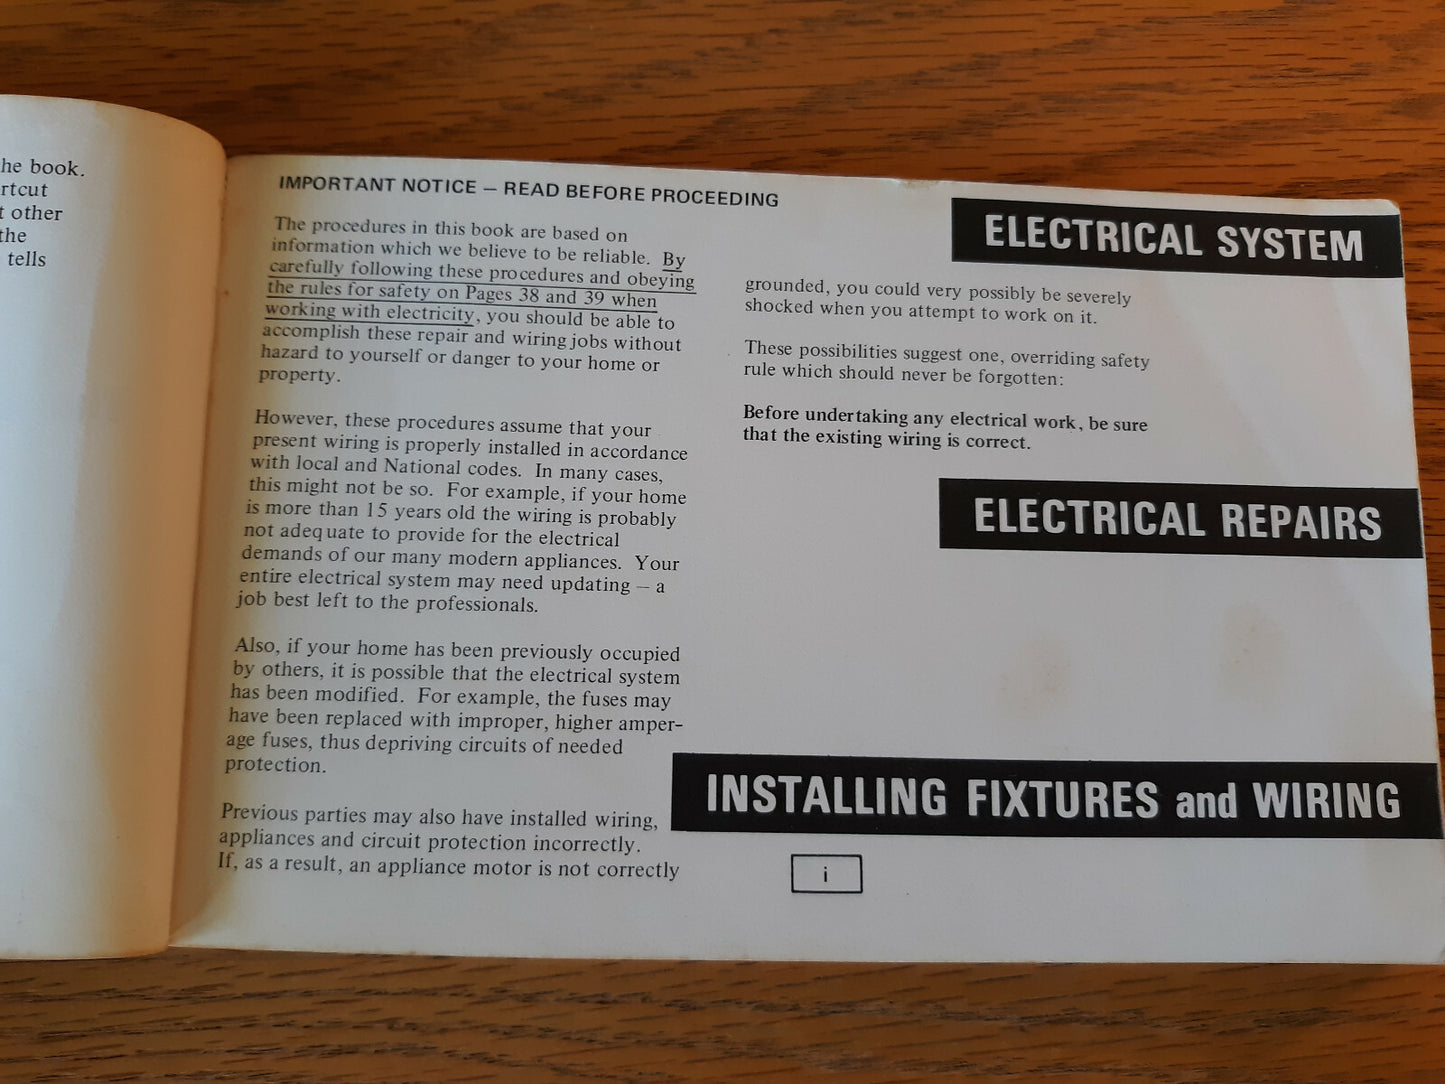 he book.
rtcut
t other
the
tells
IMPORTANT NOTICE – READ BEFORE PROCEEDING
The procedures in this book are based on
information which we believe to be reliable. By
carefully following these procedures and obeying
the rules for safety on Pages 38 and 39 when
working with electricity, you should be able to
accomplish these repair and wiring jobs without
hazard to yourself or danger to your home or
property.
However, these procedures assume that your
present wiring is properly installed in accordance
with local and National codes. In many cases,
this might not be so. For example, if your home
is more than 15 years old the wiring is probably
not adequate to provide for the electrical
demands of our many modern appliances. Your
entire electrical system may need updating – a
job best left to the professionals.
Also, if your home has been previously occupied
by others, it is possible that the electrical system
has been modified. For example, the fuses may
have been replaced with improper, higher amper-
age fuses, thus depriving circuits of needed
protection.
Previous parties may also have installed wiring,
appliances and circuit protection incorrectly.
If, as a result, an appliance motor is not correctly
ELECTRICAL SYSTEM
grounded, you could very possibly be severely
shocked when you attempt to work on it.
These possibilities suggest one, overriding safety
rule which should never be forgotten:
Before undertaking any electrical work, be sure
that the existing wiring is correct.
ELECTRICAL REPAIRS
INSTALLING FIXTURES and WIRING
i